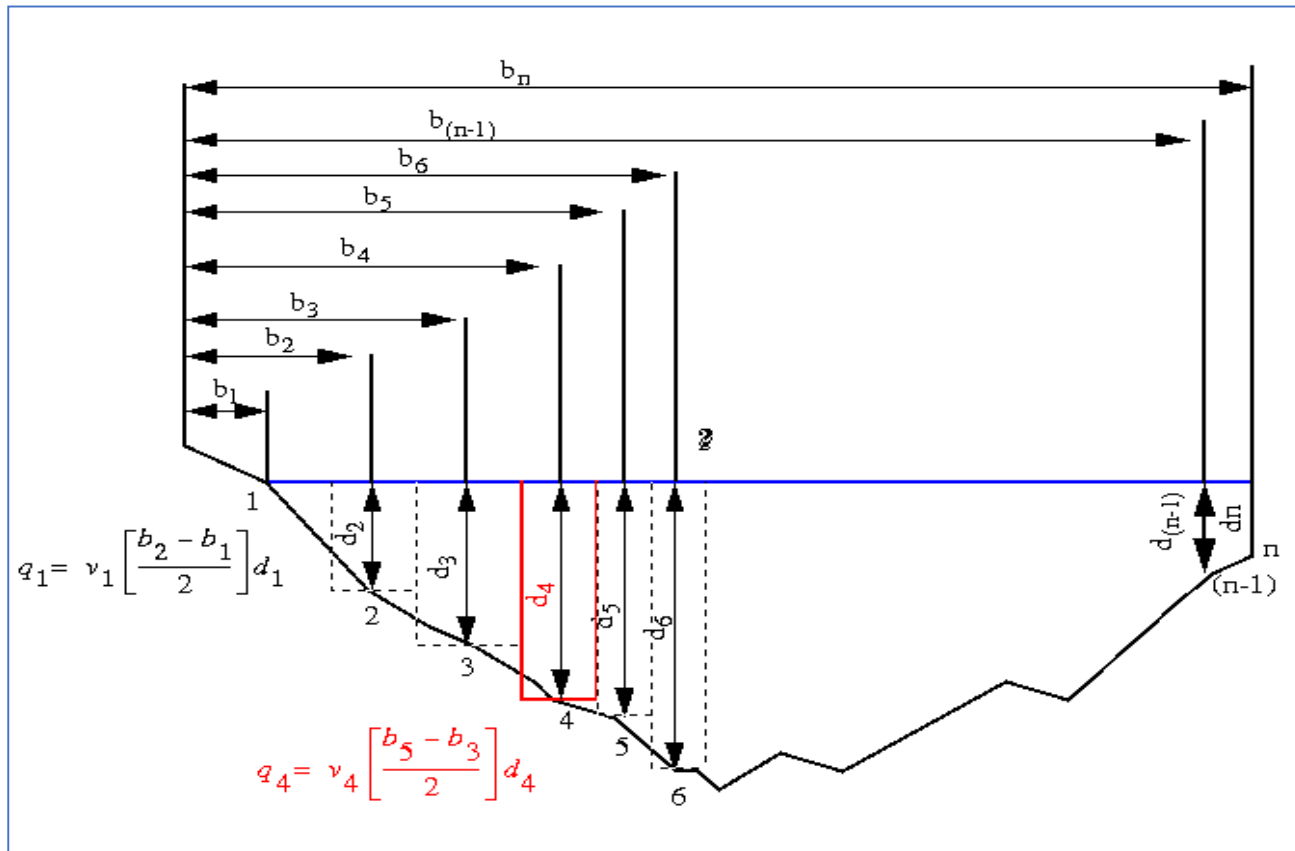 bₙ
b₍ₙ₋₁₎
b₆
b₅
b₄
b₃
b₂
b₁
1
d₂
d₃
d₄
d₅
d₆
d₍ₙ₋₁₎
dn
n
(n-1)
q₁ = v₁ [(b₂ − b₁)/2] d₁
2
3
4
5
6
q₄ = v₄ [(b₅ − b₃)/2] d₄